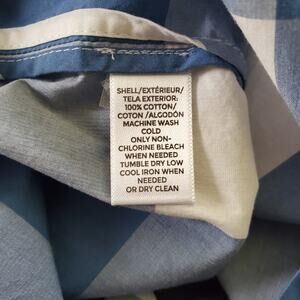 SHELL/EXTÉRIEUR/
TELA EXTERIOR:
100% COTTON/
COTON /ALGODÓN
MACHINE WASH
COLD
ONLY NON-
CHLORINE BLEACH
WHEN NEEDED
TUMBLE DRY LOW
COOL IRON WHEN
NEEDED
OR DRY CLEAN